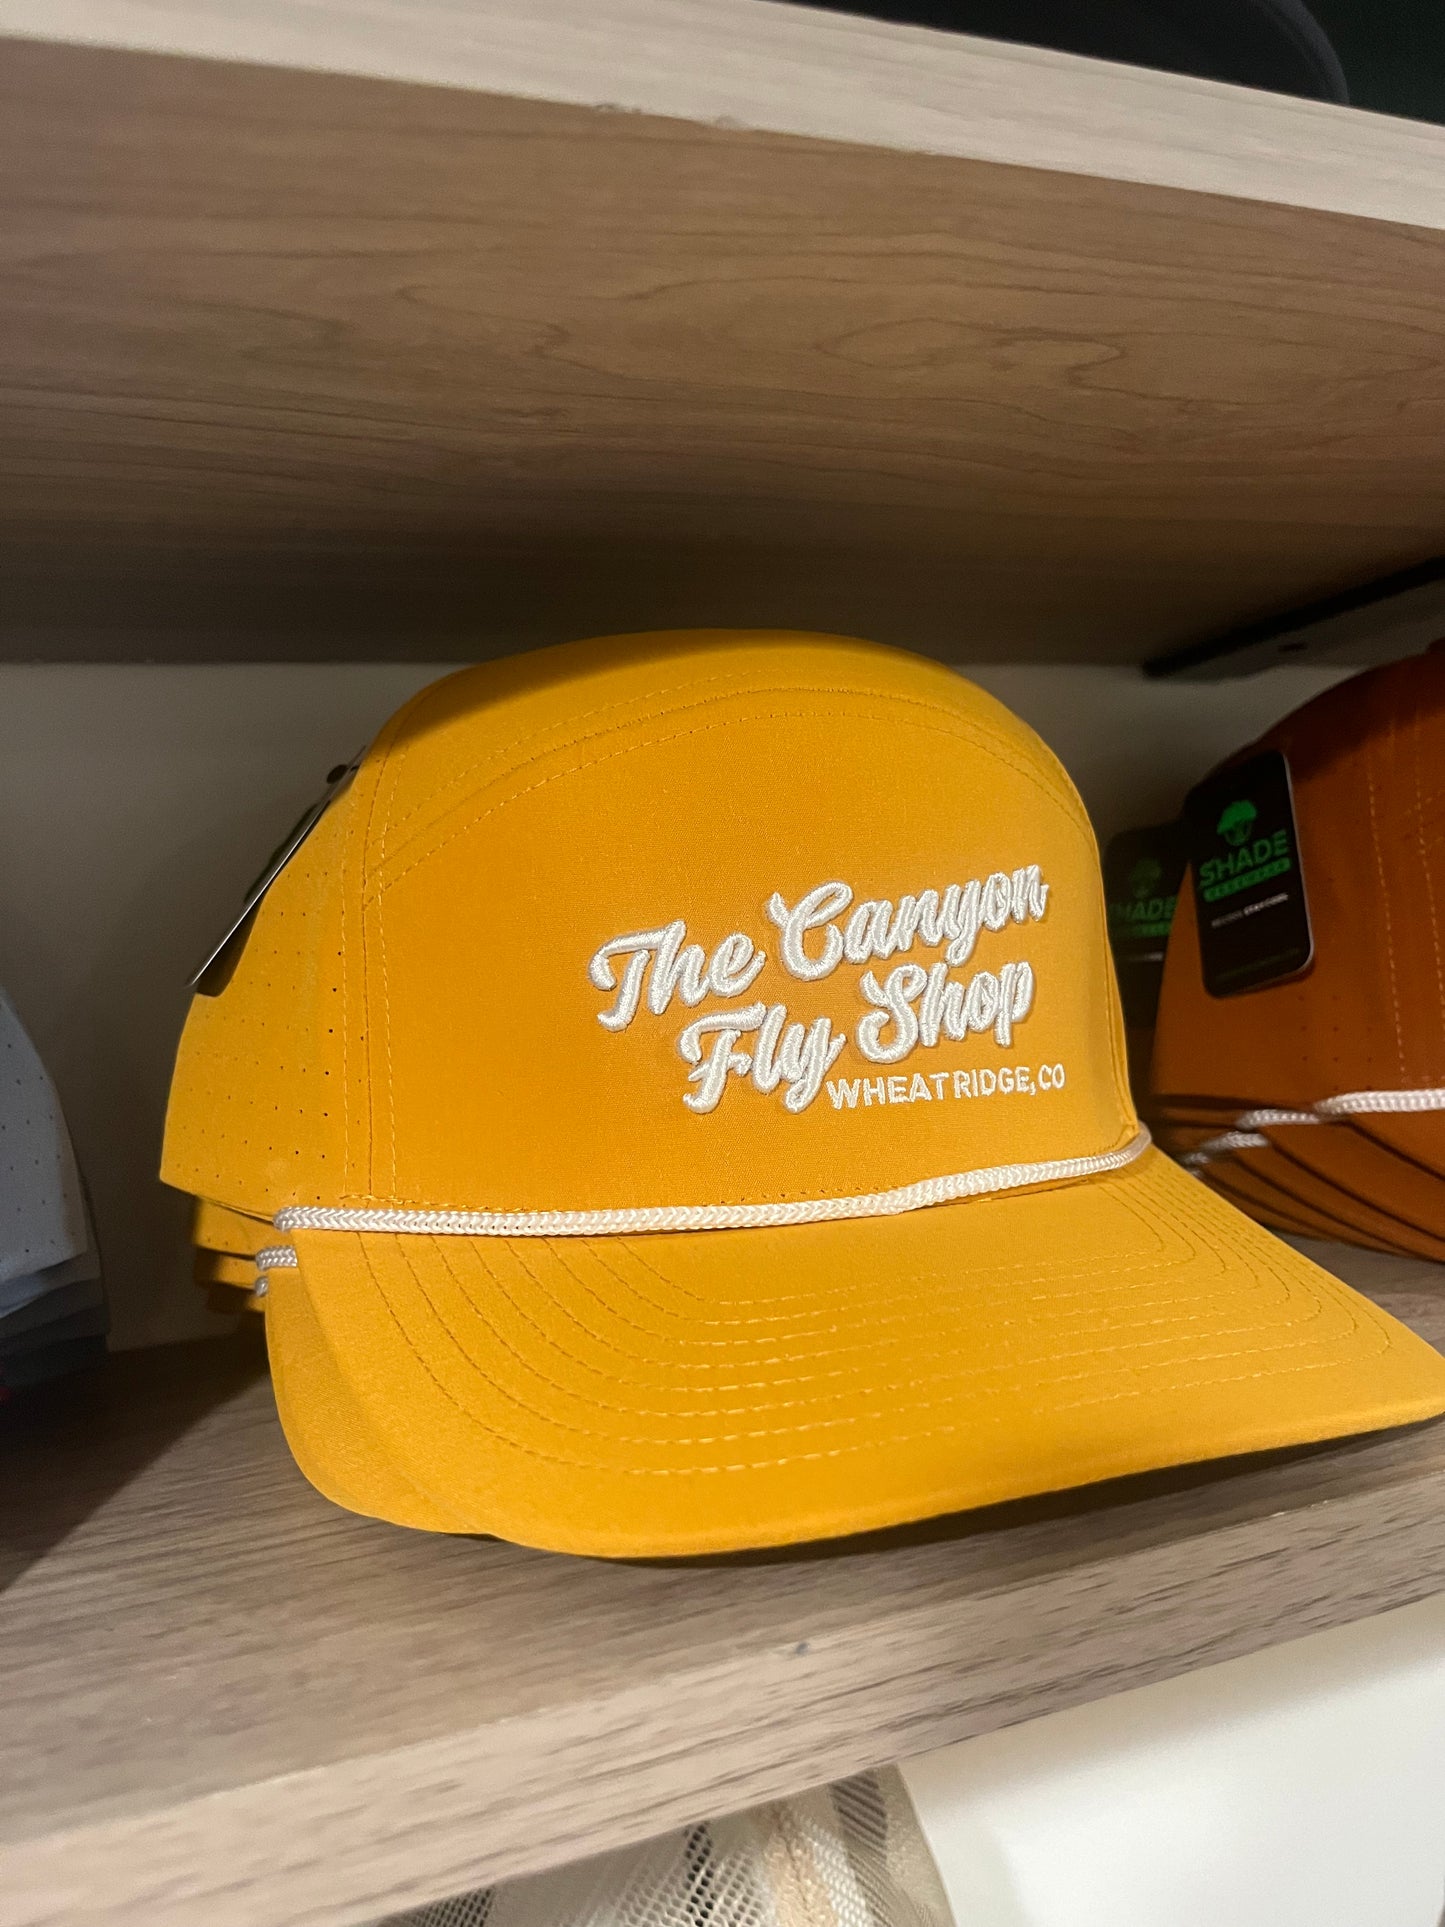 The Canyon
Fly Shop
WHEATRIDGE, CO
SHADE